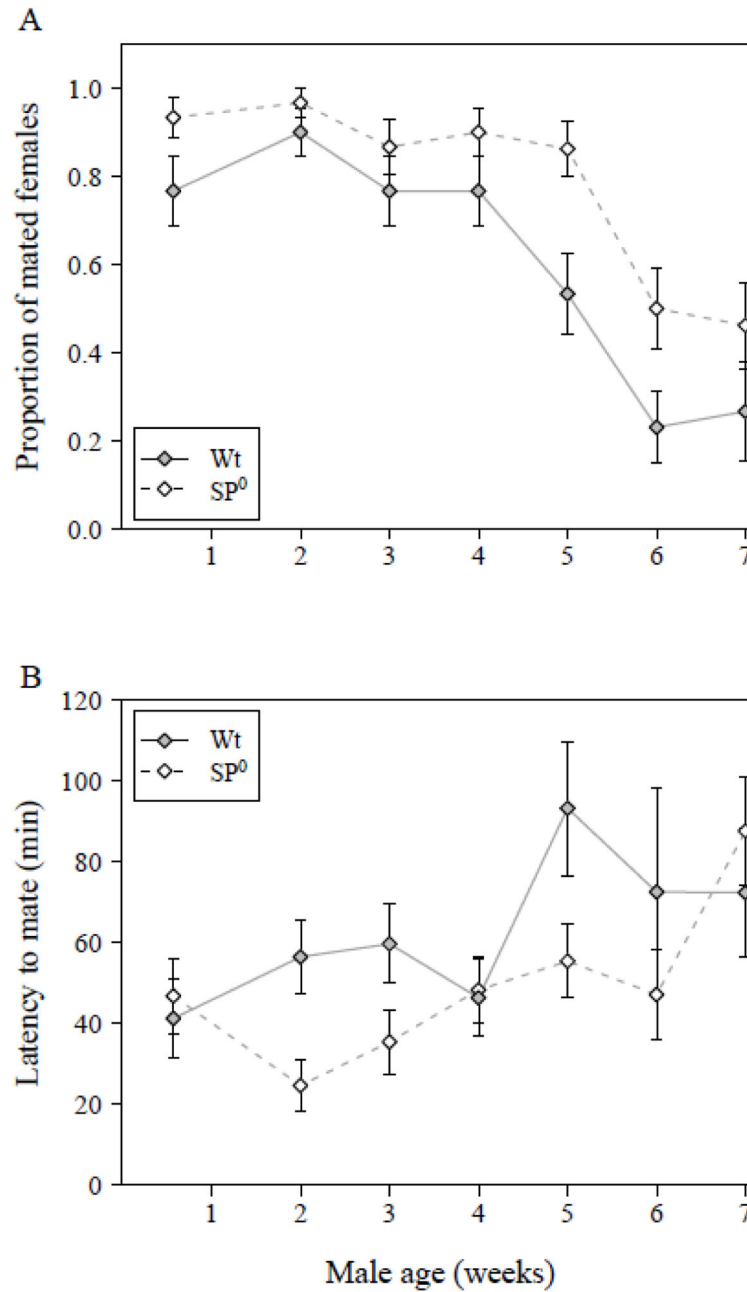 A
Proportion of mated females
1.0
0.8
0.6
0.4
0.2
0.0
Wt
SP⁰
1 2 3 4 5 6 7
B
Latency to mate (min)
120
100
80
60
40
20
0
Wt
SP⁰
1 2 3 4 5 6 7
Male age (weeks)